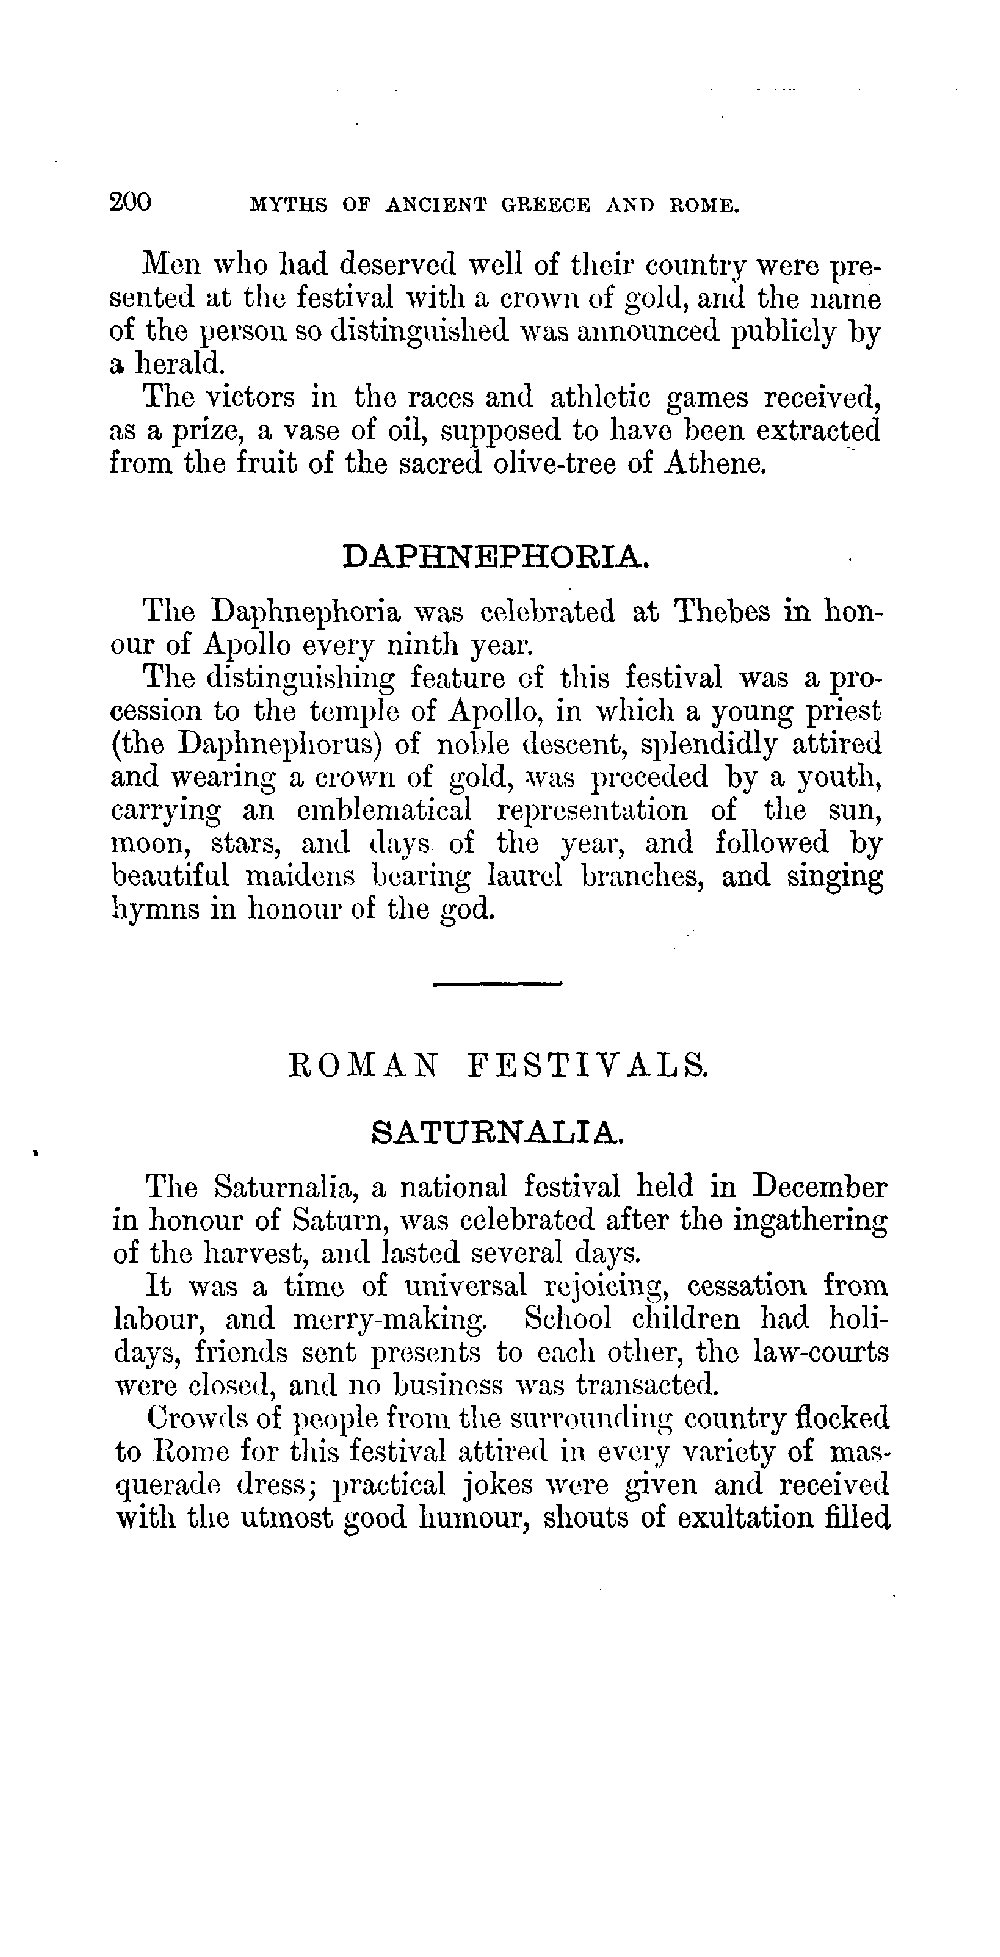 200 MYTHS OF ANCIENT GREECE AND ROME.
Men who had deserved well of their country were pre-
sented at the festival with a crown of gold, and the name
of the person so distinguished was announced publicly by
a herald.
The victors in the races and athletic games received,
as a prize, a vase of oil, supposed to have been extracted
from the fruit of the sacred olive-tree of Athene.
DAPHNEPHORIA.
The Daphnephoria was celebrated at Thebes in hon-
our of Apollo every ninth year.
The distinguishing feature of this festival was a pro-
cession to the temple of Apollo, in which a young priest
(the Daphnephorus) of noble descent, splendidly attired
and wearing a crown of gold, was preceded by a youth,
carrying an emblematical representation of the sun,
moon, stars, and days of the year, and followed by
beautiful maidens bearing laurel branches, and singing
hymns in honour of the god.
ROMAN FESTIVALS.
SATURNALIA.
The Saturnalia, a national festival held in December
in honour of Saturn, was celebrated after the ingathering
of the harvest, and lasted several days.
It was a time of universal rejoicing, cessation from
labour, and merry-making. School children had holi-
days, friends sent presents to each other, the law-courts
were closed, and no business was transacted.
Crowds of people from the surrounding country flocked
to Rome for this festival attired in every variety of mas-
querade dress; practical jokes were given and received
with the utmost good humour, shouts of exultation filled